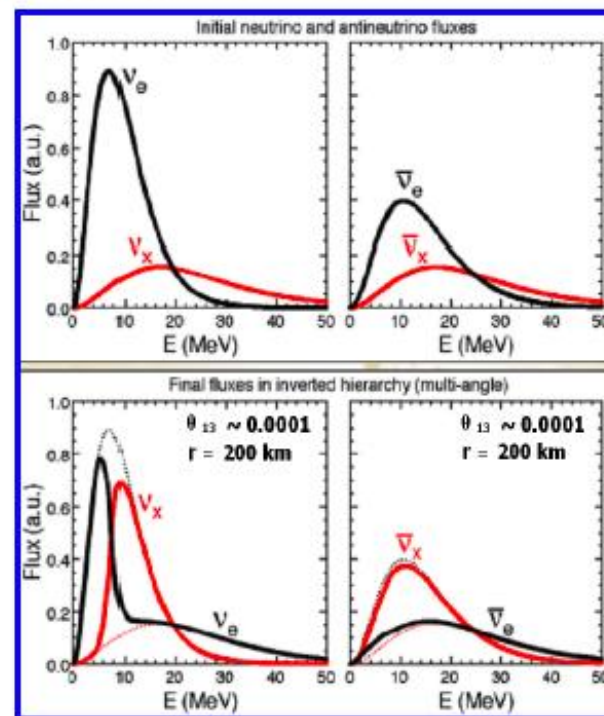 Initial neutrino and antineutrino fluxes
1.0
0.8
0.6
0.4
0.2
0.0
Flux (a.u.)
νe
νx
0 10 20 30 40 50
E (MeV)
ν̅e
ν̅x
0 10 20 30 40 50
E (MeV)
Final fluxes in inverted hierarchy (multi-angle)
1.0
0.8
0.6
0.4
0.2
0.0
Flux (a.u.)
θ 13 ~ 0.0001
r = 200 km
νx
νe
0 10 20 30 40 50
E (MeV)
θ 13 ~ 0.0001
r = 200 km
ν̅x
ν̅e
0 10 20 30 40 50
E (MeV)